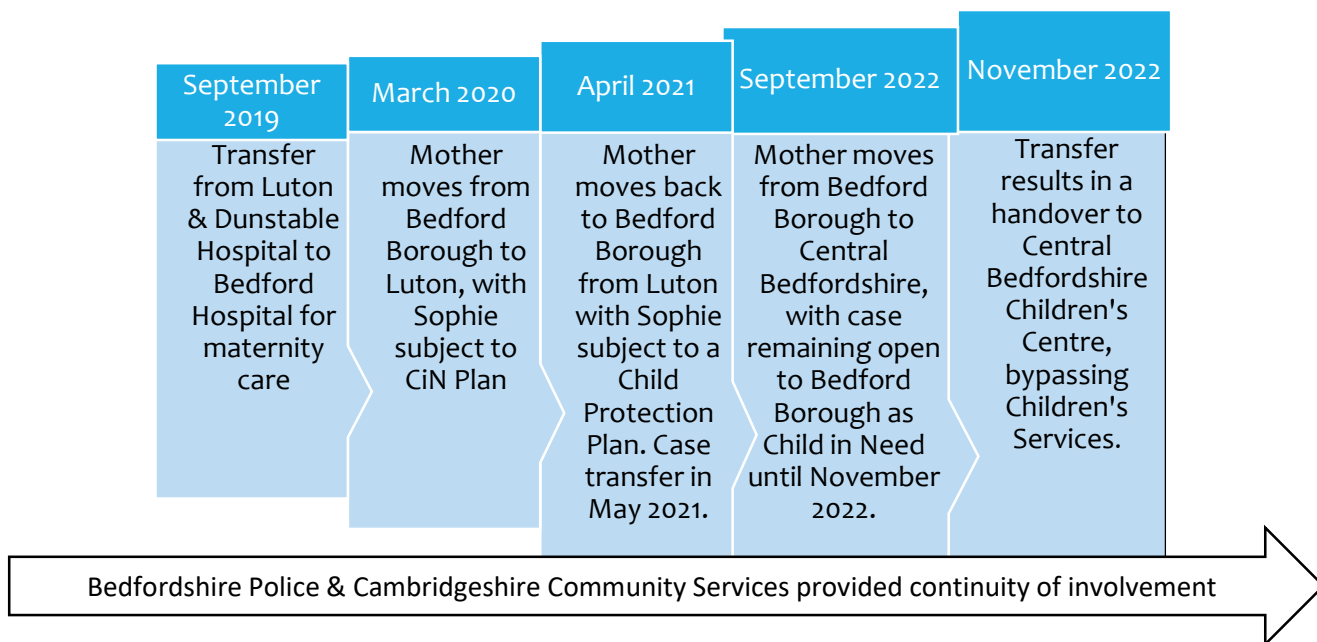 September
2019
Transfer
from Luton
& Dunstable
Hospital to
Bedford
Hospital for
maternity
care
March 2020
Mother
moves from
Bedford
Borough to
Luton, with
Sophie
subject to
CiN Plan
April 2021
Mother
moves back
to Bedford
Borough
from Luton
with Sophie
subject to a
Child
Protection
Plan. Case
transfer in
May 2021.
September 2022
Mother moves
from Bedford
Borough to
Central
Bedfordshire,
with case
remaining open
to Bedford
Borough as
Child in Need
until November
2022.
November 2022
Transfer
results in a
handover to
Central
Bedfordshire
Children's
Centre,
bypassing
Children's
Services.
Bedfordshire Police & Cambridgeshire Community Services provided continuity of involvement